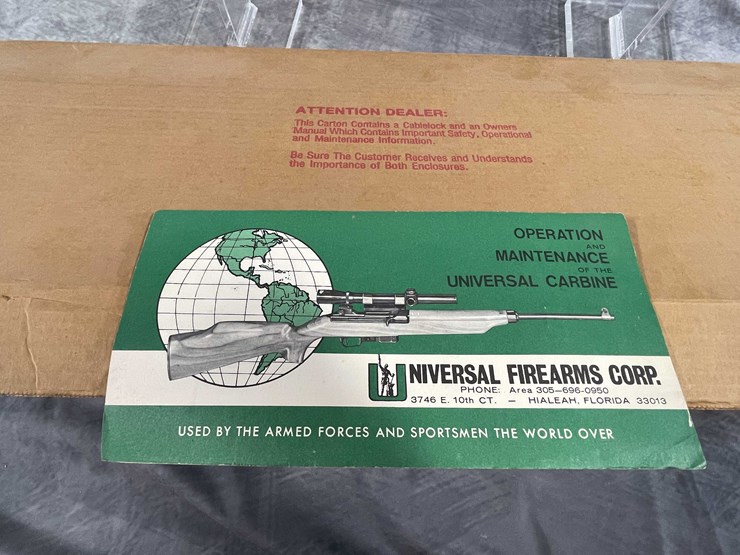 ATTENTION DEALER:
This Carton Contains a Cablelock and an Owners
Manual Which Contains Important Safety, Operational
and Maintenance Information.
Be Sure The Customer Receives and Understands
the Importance of Both Enclosures.
OPERATION
AND
MAINTENANCE
OF THE
UNIVERSAL CARBINE
UNIVERSAL FIREARMS CORP.
PHONE: Area 305-696-0950
3746 E. 10th CT. — HIALEAH, FLORIDA 33013
USED BY THE ARMED FORCES AND SPORTSMEN THE WORLD OVER